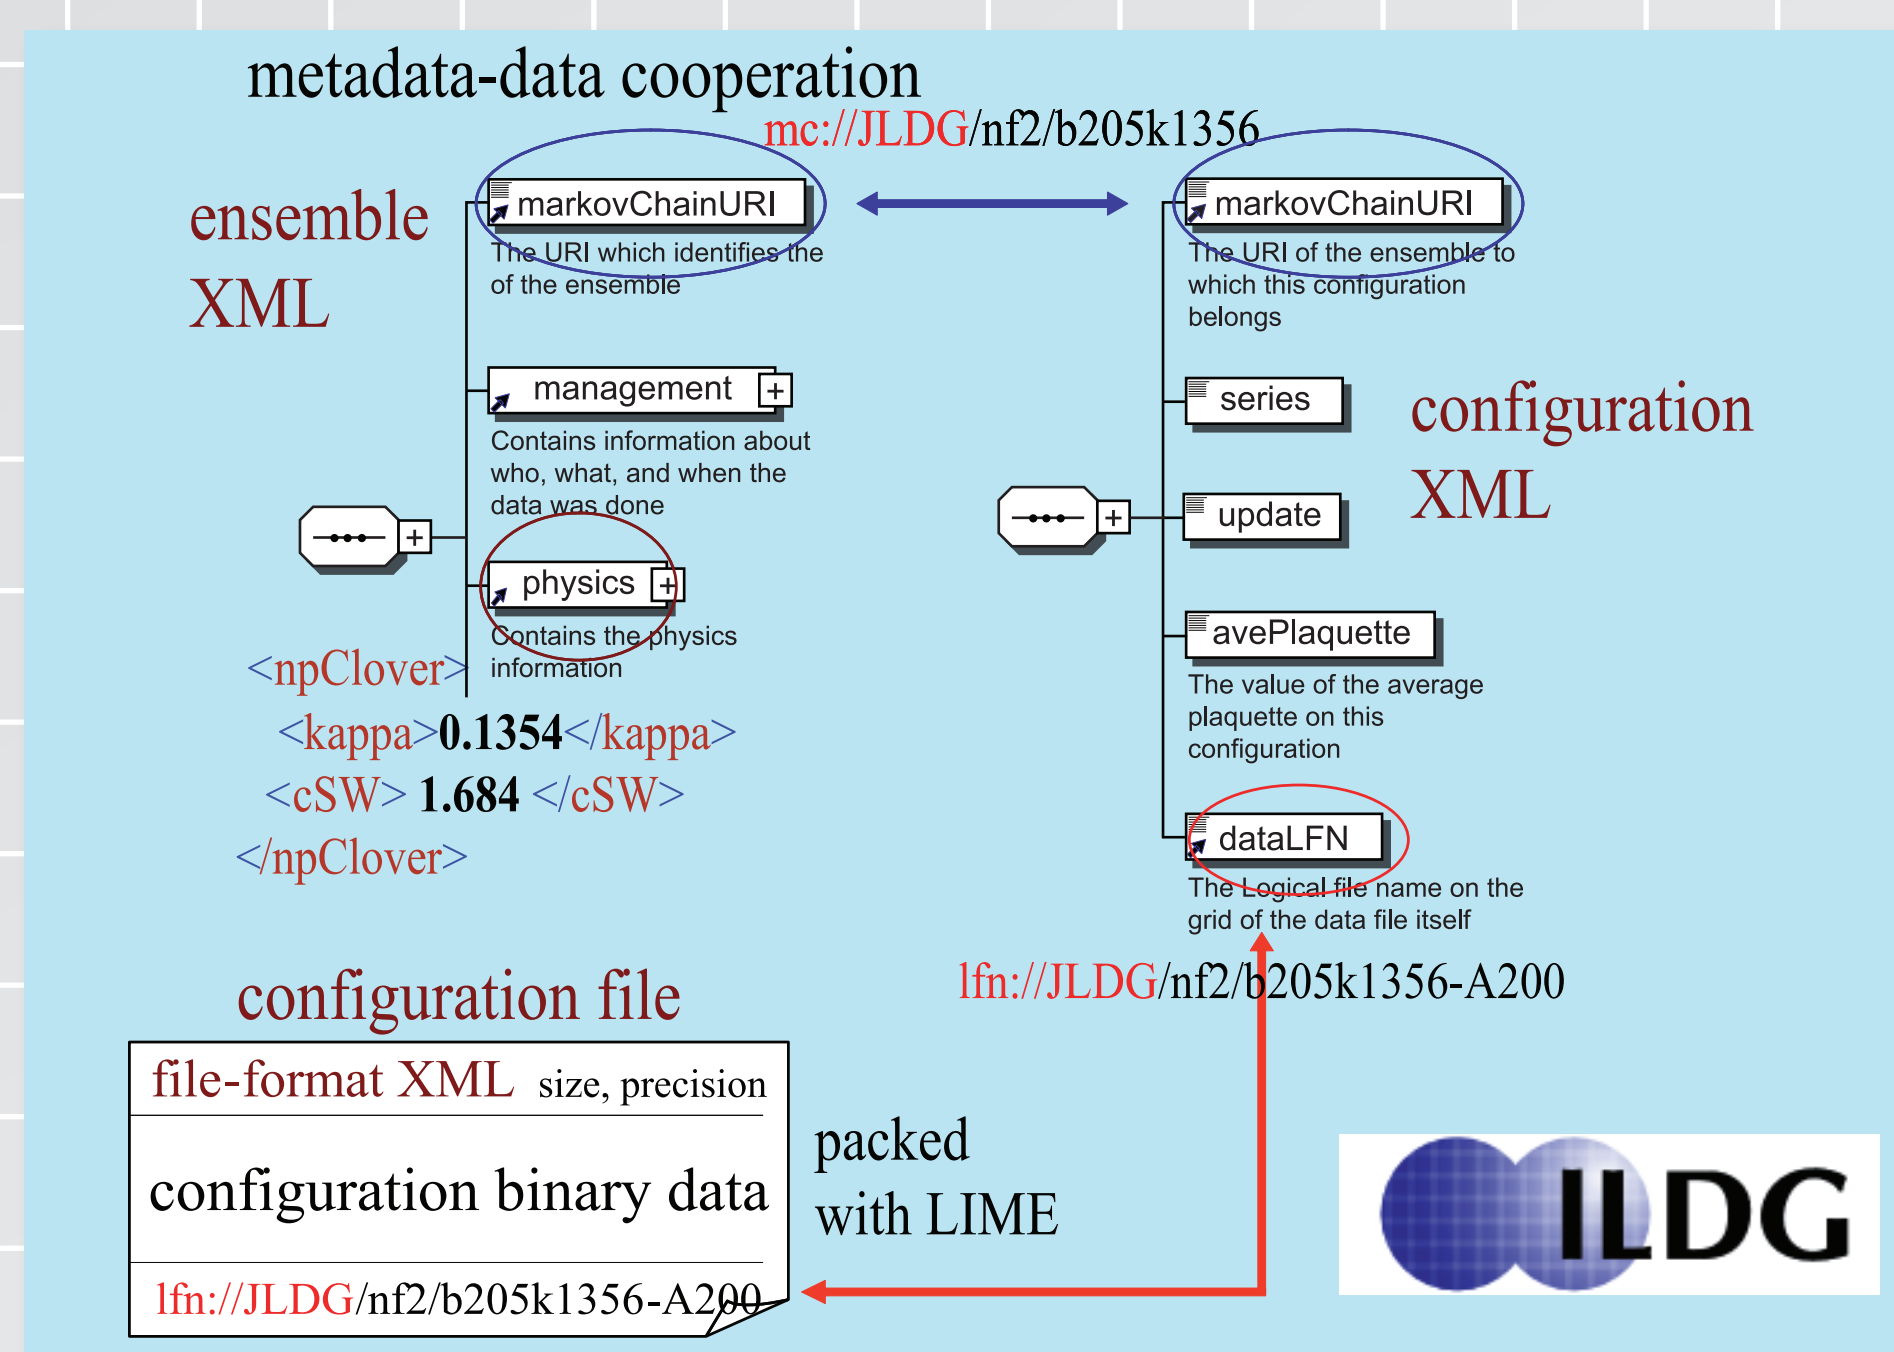 metadata-data cooperation
mc://JLDG/nf2/b205k1356
ensemble
XML
markovChainURI
The URI which identifies the
of the ensemble
management
+
Contains information about
who, what, and when the
data was done
+
physics
+
Contains the physics
information
<npClover>
<kappa>0.1354</kappa>
<cSW> 1.684 </cSW>
</npClover>
markovChainURI
The URI of the ensemble to
which this configuration
belongs
series
configuration
XML
+
update
avePlaquette
The value of the average
plaquette on this
configuration
dataLFN
The Logical file name on the
grid of the data file itself
lfn://JLDG/nf2/b205k1356-A200
configuration file
file-format XML size, precision
configuration binary data
lfn://JLDG/nf2/b205k1356-A200
packed
with LIME
ILDG